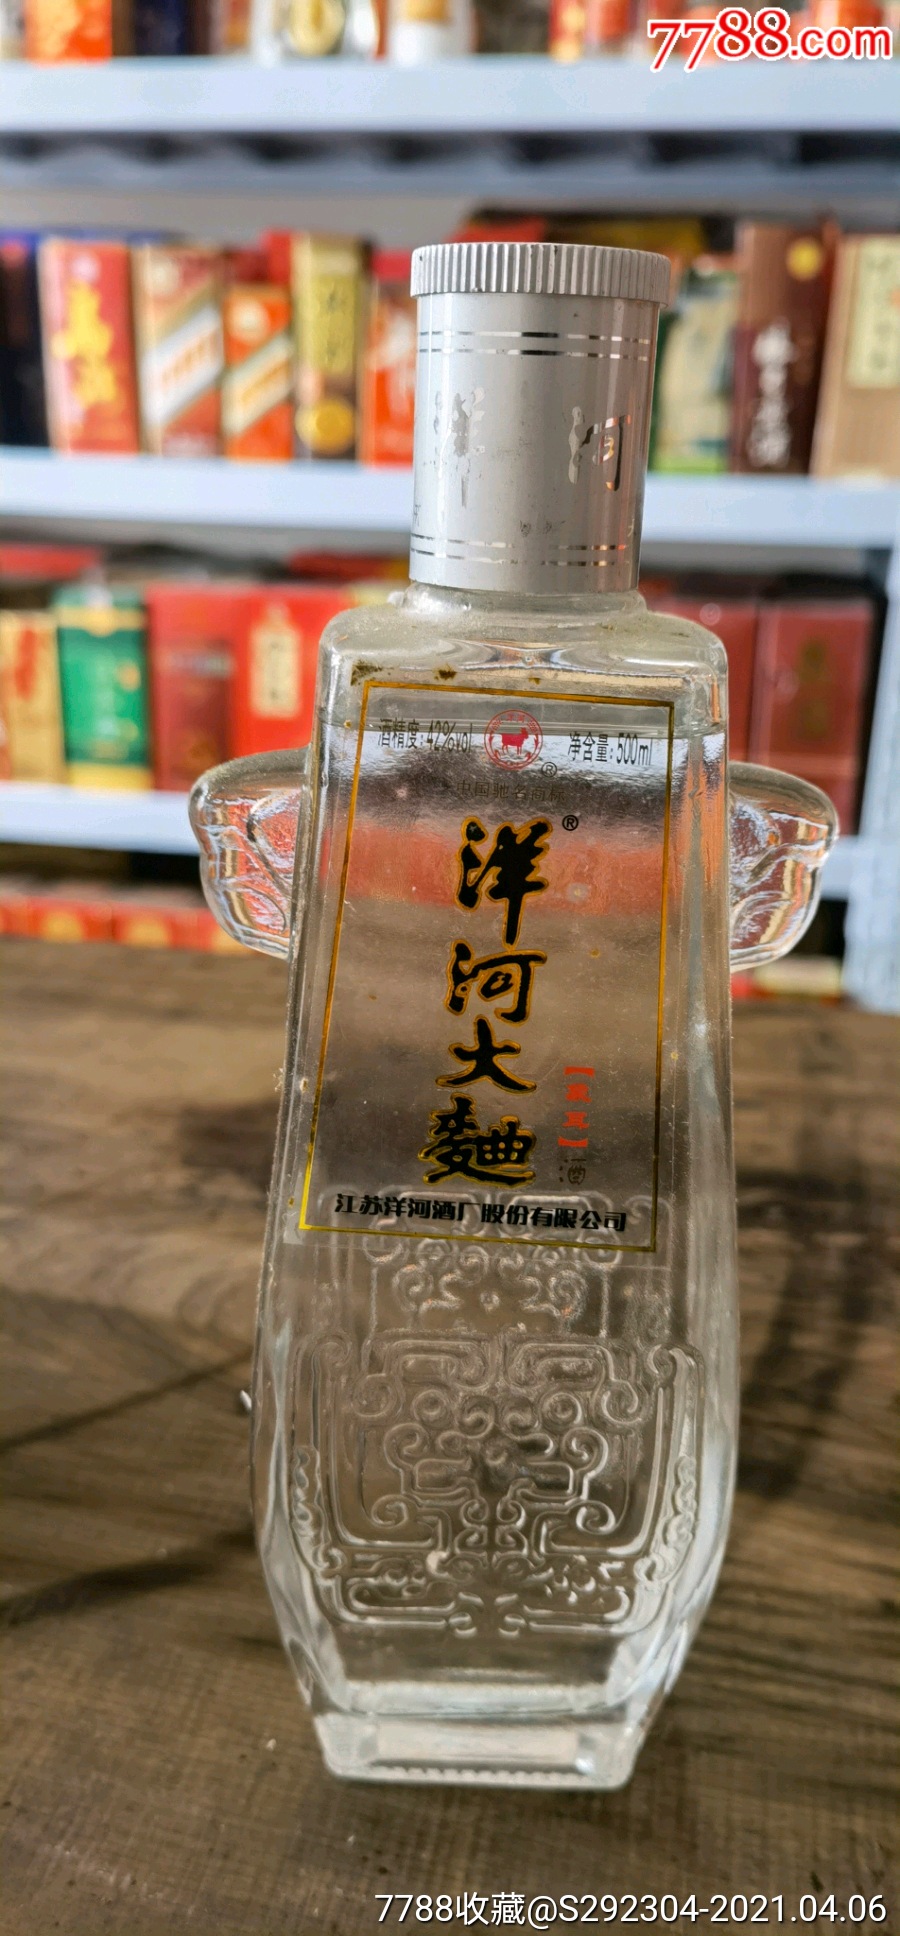 7788.com
洋河
酒精度:42%vol
净含量:500ml
®
中国驰名商标
洋河大麯®
酒
江苏洋河酒厂股份有限公司
7788收藏@S292304-2021.04.06